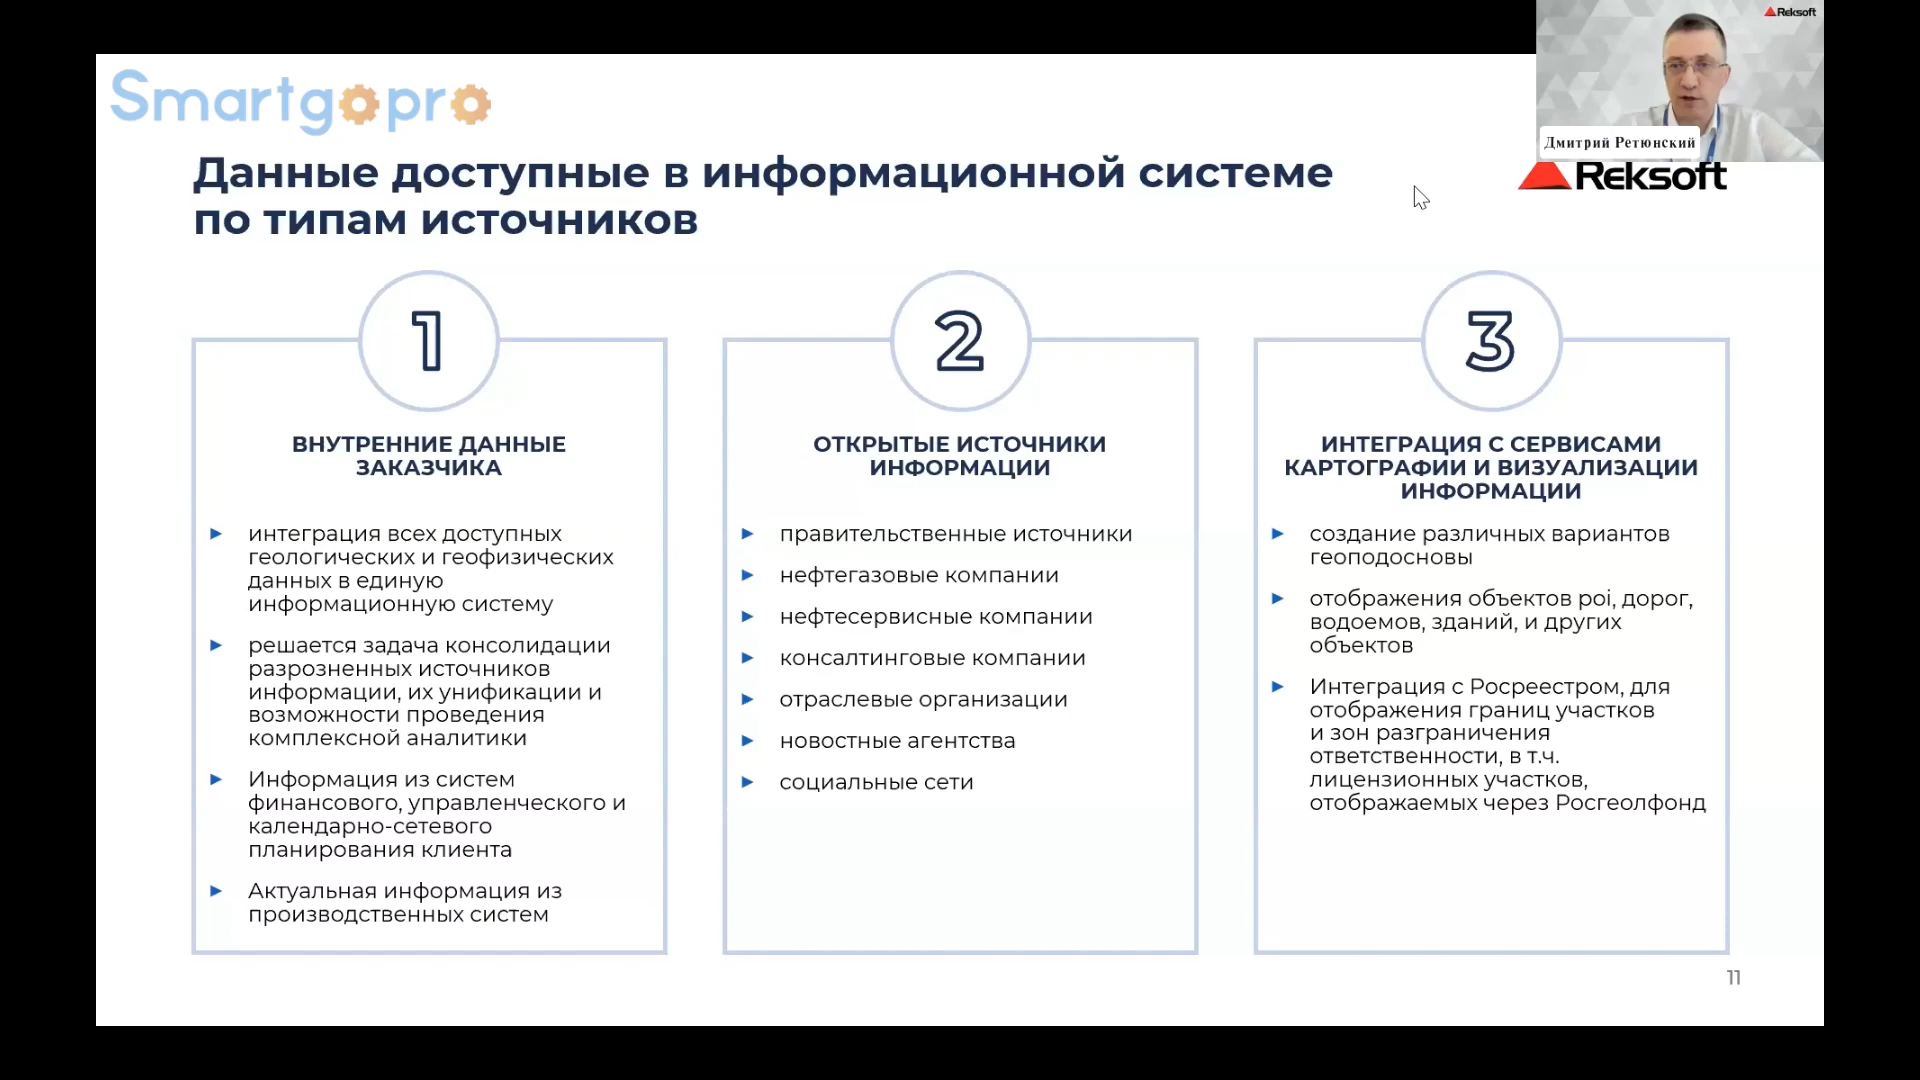 Reksoft
Smartgopro
Дмитрий Ретюнский
Данные доступные в информационной системе
по типам источников
Reksoft
1
ВНУТРЕННИЕ ДАННЫЕ
ЗАКАЗЧИКА
интеграция всех доступных
геологических и геофизических
данных в единую
информационную систему
решается задача консолидации
разрозненных источников
информации, их унификации и
возможности проведения
комплексной аналитики
Информация из систем
финансового, управленческого и
календарно-сетевого
планирования клиента
Актуальная информация из
производственных систем
2
ОТКРЫТЫЕ ИСТОЧНИКИ
ИНФОРМАЦИИ
правительственные источники
нефтегазовые компании
нефтесервисные компании
консалтинговые компании
отраслевые организации
новостные агентства
социальные сети
3
ИНТЕГРАЦИЯ С СЕРВИСАМИ
КАРТОГРАФИИ И ВИЗУАЛИЗАЦИИ
ИНФОРМАЦИИ
создание различных вариантов
геоподосновы
отображения объектов poi, дорог,
водоемов, зданий, и других
объектов
Интеграция с Росреестром, для
отображения границ участков
и зон разграничения
ответственности, в т.ч.
лицензионных участков,
отображаемых через Росгеолфонд
11